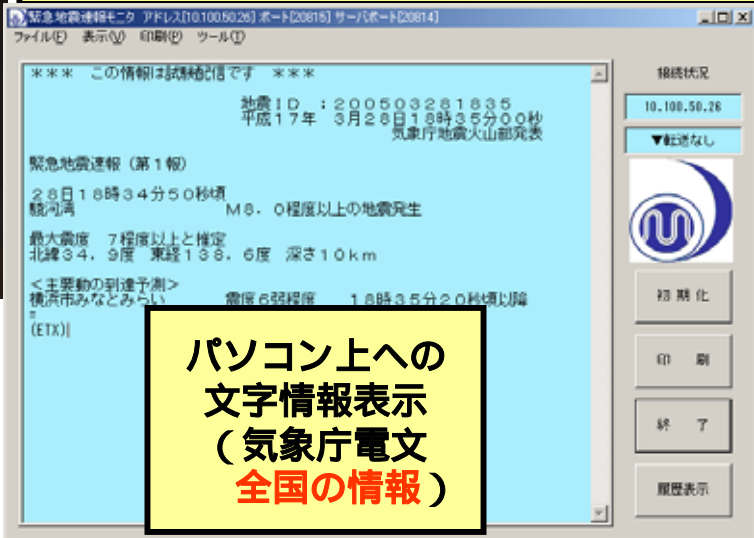 緊急地震速報モニタ アドレス[10.100.50.26] ポート[20815] サーバポート[20814]
ファイル(F) 表示(V) 印刷(P) ツール(T)
*** この情報は試験配信です ***
地震ID :200503281835
平成17年 3月28日18時35分00秒
気象庁地震火山部発表
緊急地震速報(第1報)
28日18時34分50秒頃
駿河湾 M8.0程度以上の地震発生
最大震度 7程度以上と推定
北緯34.9度 東経138.6度 深さ10km
<主要動の到達予測>
横浜市みなとみらい 震度6弱程度 18時35分20秒頃以降
=
(ETX)
接続状況
10.100.50.26
▼転送なし
初期化
印 刷
終 了
履歴表示
パソコン上への
文字情報表示
(気象庁電文
全国の情報)